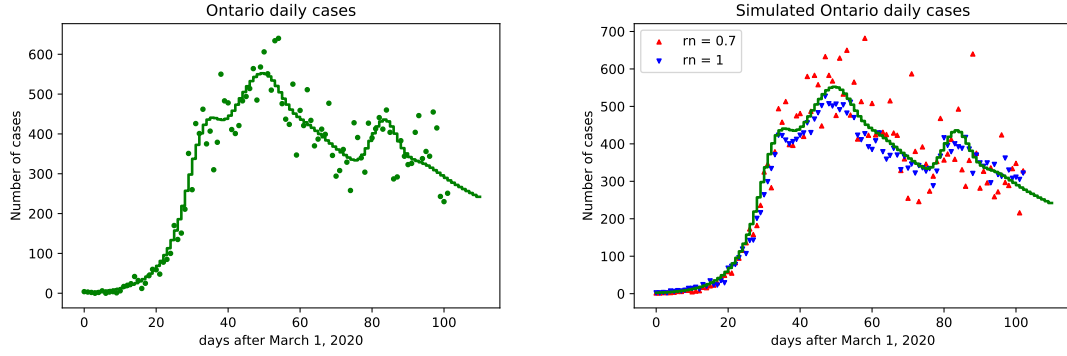 Ontario daily cases
Number of cases
600
500
400
300
200
100
0
0 20 40 60 80 100
days after March 1, 2020
Simulated Ontario daily cases
rn = 0.7
rn = 1
Number of cases
700
600
500
400
300
200
100
0
0 20 40 60 80 100
days after March 1, 2020